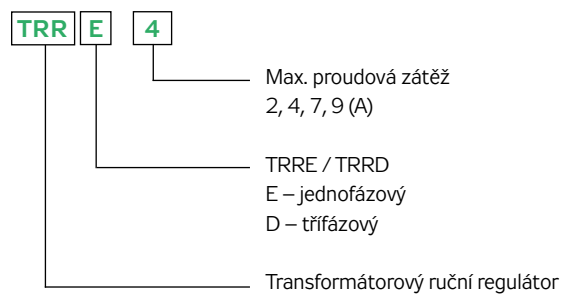 TRR E 4
Max. proudová zátěž
2, 4, 7, 9 (A)
TRRE / TRRD
E – jednofázový
D – třífázový
Transformátorový ruční regulátor